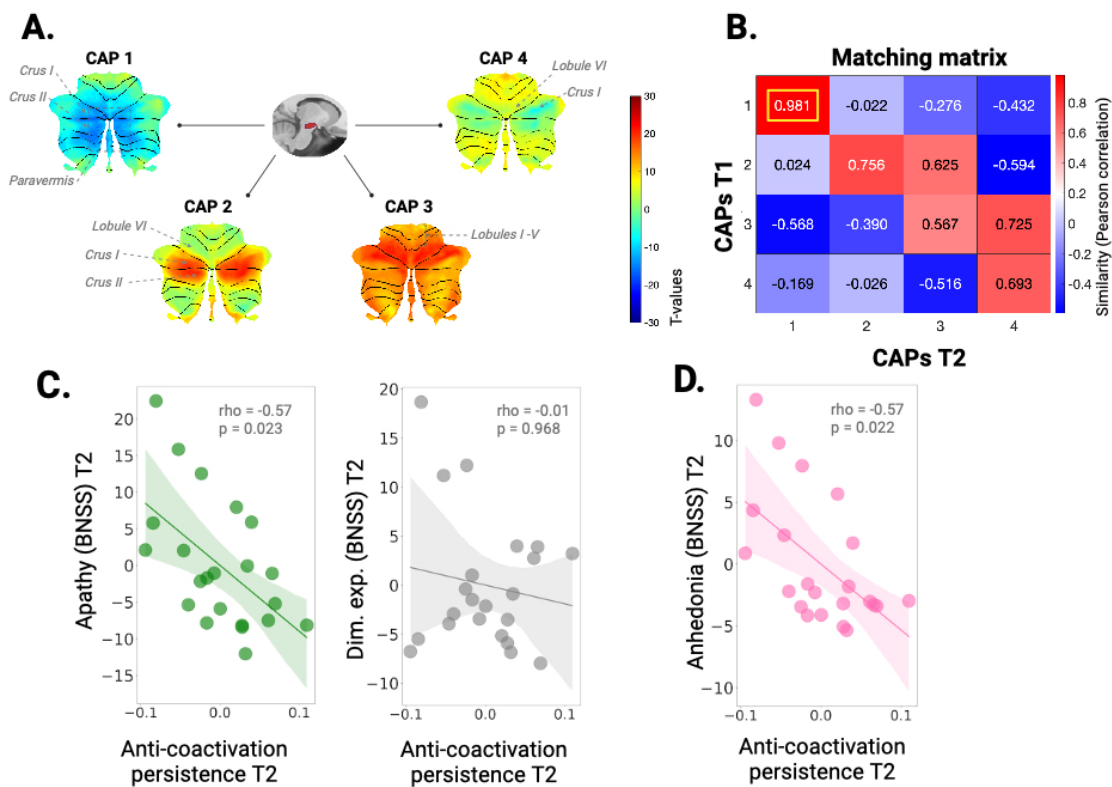 A.
CAP 1
CAP 4
Crus I
Crus II
Paravermis
Lobule VI
Crus I
CAP 2
CAP 3
Lobule VI
Crus I
Crus II
Lobules I -V
30
20
10
0
-10
-20
-30
T-values
B.
Matching matrix
1
0.981
-0.022
-0.276
-0.432
2
0.024
0.756
0.625
-0.594
3
-0.568
-0.390
0.567
0.725
4
-0.169
-0.026
-0.516
0.693
1
2
3
4
CAPs T1
CAPs T2
0.8
0.6
0.4
0.2
0
-0.2
-0.4
Similarity (Pearson correlation)
C.
rho = -0.57
p = 0.023
20
15
10
5
0
−5
−10
−15
−0.1
0.0
0.1
Apathy (BNSS) T2
Anti-coactivation
persistence T2
rho = -0.01
p = 0.968
20
15
10
5
0
−5
−10
−0.1
0.0
0.1
Dim. exp. (BNSS) T2
Anti-coactivation
persistence T2
D.
rho = -0.57
p = 0.022
10
5
0
−5
−10
−0.1
0.0
0.1
Anhedonia (BNSS) T2
Anti-coactivation
persistence T2